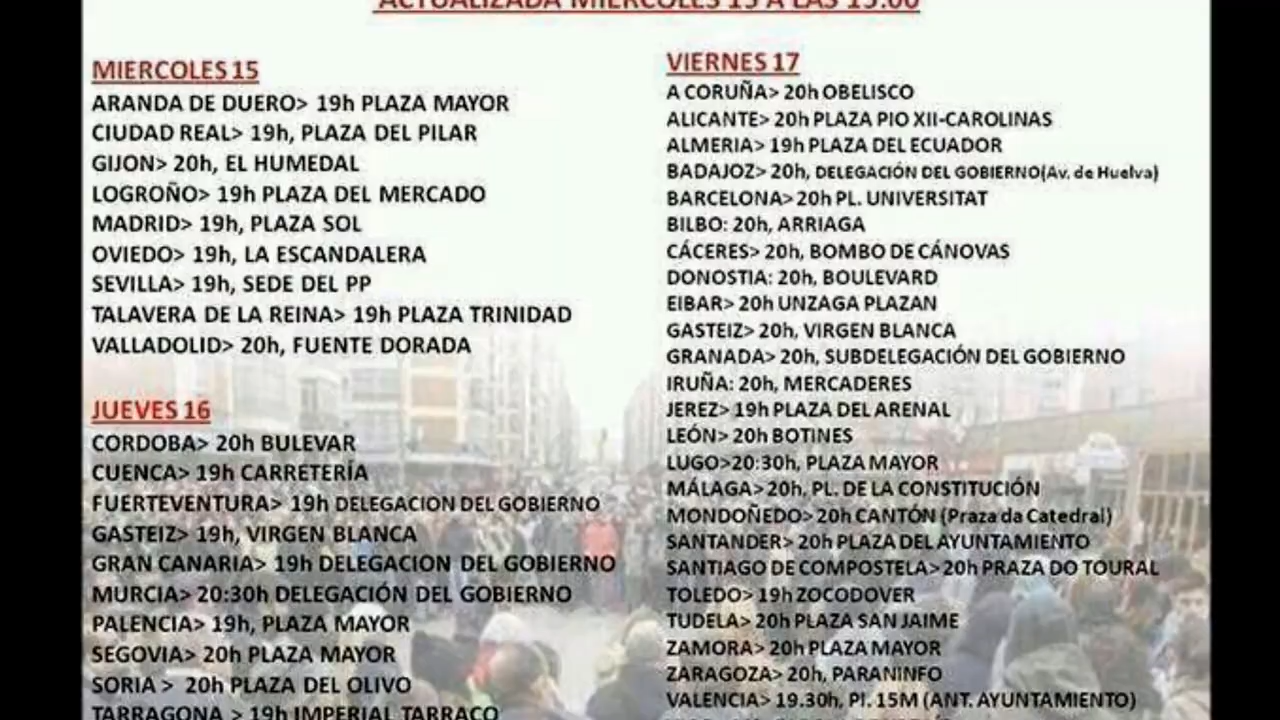 ACTUALIZADA MIERCOLES 15 A LAS 15:00
MIERCOLES 15
ARANDA DE DUERO> 19h PLAZA MAYOR
CIUDAD REAL> 19h, PLAZA DEL PILAR
GIJON> 20h, EL HUMEDAL
LOGROÑO> 19h PLAZA DEL MERCADO
MADRID> 19h, PLAZA SOL
OVIEDO> 19h, LA ESCANDALERA
SEVILLA> 19h, SEDE DEL PP
TALAVERA DE LA REINA> 19h PLAZA TRINIDAD
VALLADOLID> 20h, FUENTE DORADA
JUEVES 16
CORDOBA> 20h BULEVAR
CUENCA> 19h CARRETERÍA
FUERTEVENTURA> 19h DELEGACION DEL GOBIERNO
GASTEIZ> 19h, VIRGEN BLANCA
GRAN CANARIA> 19h DELEGACION DEL GOBIERNO
MURCIA> 20:30h DELEGACIÓN DEL GOBIERNO
PALENCIA> 19h, PLAZA MAYOR
SEGOVIA> 20h PLAZA MAYOR
SORIA > 20h PLAZA DEL OLIVO
TARRAGONA > 19h IMPERIAL TARRACO
VIERNES 17
A CORUÑA> 20h OBELISCO
ALICANTE> 20h PLAZA PIO XII-CAROLINAS
ALMERIA> 19h PLAZA DEL ECUADOR
BADAJOZ> 20h, DELEGACIÓN DEL GOBIERNO(Av. de Huelva)
BARCELONA> 20h PL. UNIVERSITAT
BILBO: 20h, ARRIAGA
CÁCERES> 20h, BOMBO DE CÁNOVAS
DONOSTIA: 20h, BOULEVARD
EIBAR> 20h UNZAGA PLAZAN
GASTEIZ> 20h, VIRGEN BLANCA
GRANADA> 20h, SUBDELEGACIÓN DEL GOBIERNO
IRUÑA: 20h, MERCADERES
JEREZ> 19h PLAZA DEL ARENAL
LEÓN> 20h BOTINES
LUGO>20:30h, PLAZA MAYOR
MÁLAGA> 20h, PL. DE LA CONSTITUCIÓN
MONDOÑEDO> 20h CANTÓN (Praza da Catedral)
SANTANDER> 20h PLAZA DEL AYUNTAMIENTO
SANTIAGO DE COMPOSTELA> 20h PRAZA DO TOURAL
TOLEDO> 19h ZOCODOVER
TUDELA> 20h PLAZA SAN JAIME
ZAMORA> 20h PLAZA MAYOR
ZARAGOZA> 20h, PARANINFO
VALENCIA> 19.30h, Pl. 15M (ANT. AYUNTAMIENTO)